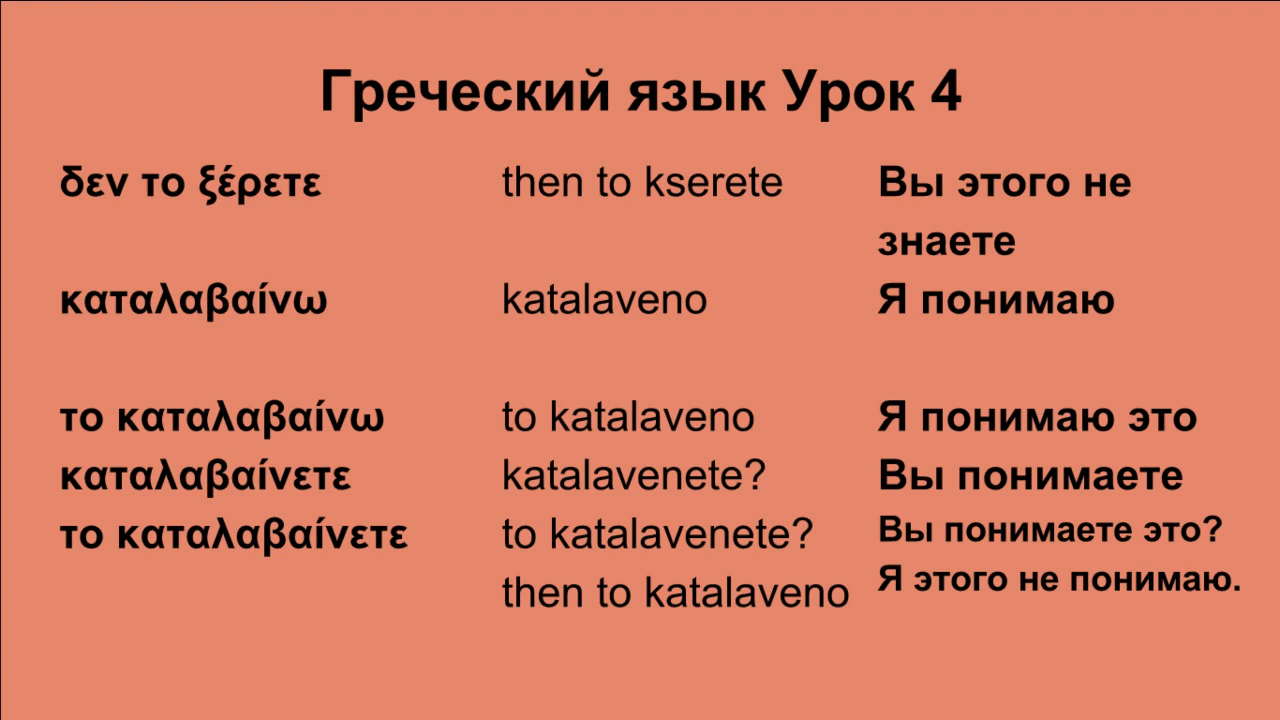 Греческий язык Урок 4
δεν το ξέρετε then to kserete Вы этого не
знаете
καταλαβαίνω katalaveno Я понимаю
το καταλαβαίνω to katalaveno Я понимаю это
καταλαβαίνετε katalavenete? Вы понимаете
το καταλαβαίνετε to katalavenete? Вы понимаете это?
then to katalaveno Я этого не понимаю.